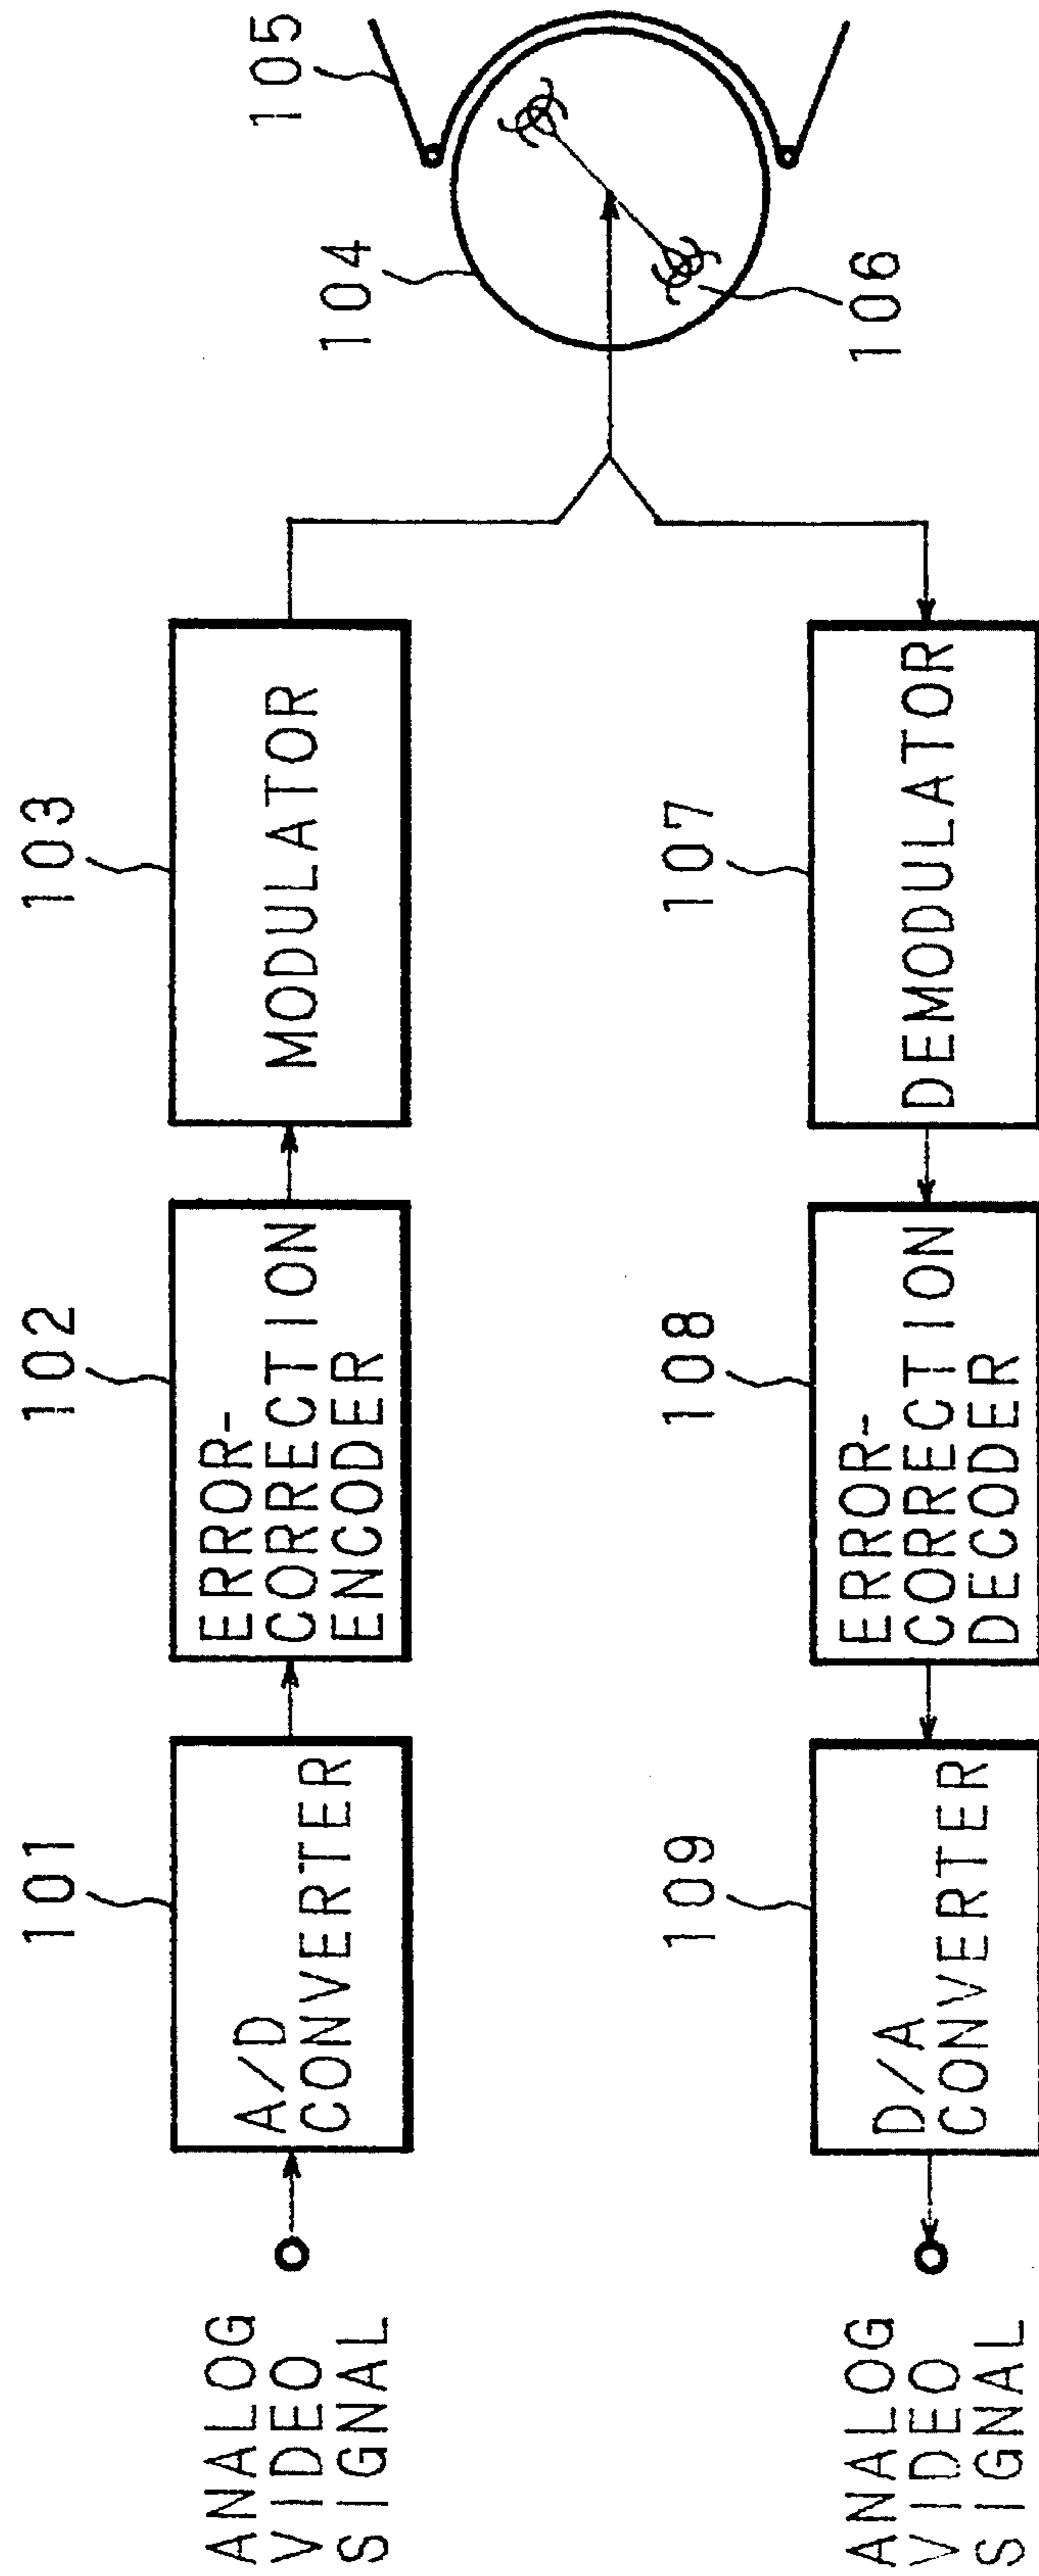 ANALOG
VIDEO
SIGNAL
101
A/D
CONVERTER
102
ERROR-
CORRECTION
ENCODER
103
MODULATOR
104
105
106
107
DEMODULATOR
108
ERROR-
CORRECTION
DECODER
109
D/A
CONVERTER
ANALOG
VIDEO
SIGNAL